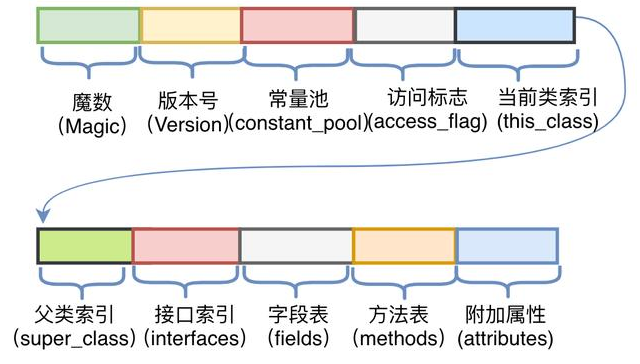 魔数 版本号 常量池 访问标志 当前类索引
(Magic) (Version) (constant_pool) (access_flag) (this_class)
父类索引 接口索引 字段表 方法表 附加属性
(super_class) (interfaces) (fields) (methods) (attributes)